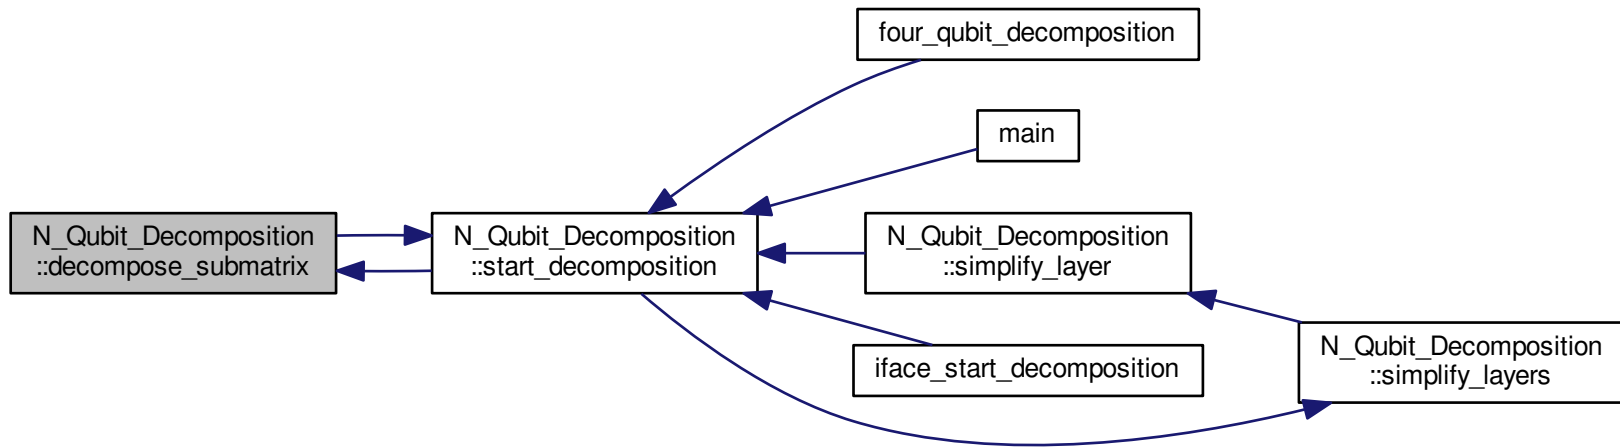 four_qubit_decomposition
main
N_Qubit_Decomposition
::decompose_submatrix
N_Qubit_Decomposition
::start_decomposition
N_Qubit_Decomposition
::simplify_layer
iface_start_decomposition
N_Qubit_Decomposition
::simplify_layers